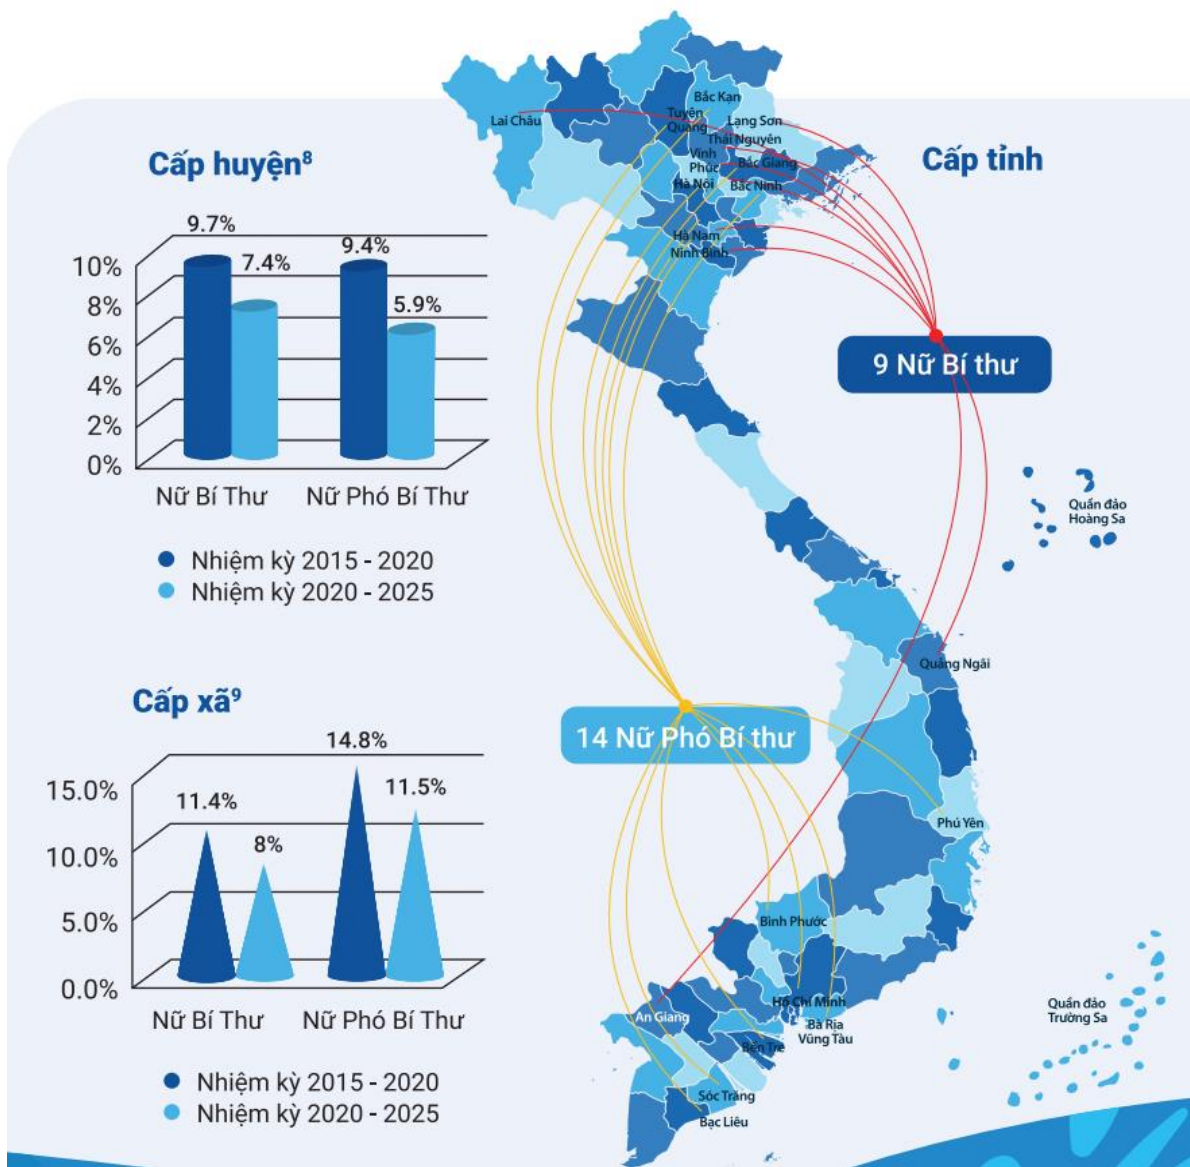 Cấp huyện⁸
9.7%
7.4%
9.4%
5.9%
10%
8%
6%
4%
2%
0%
Nữ Bí Thư
Nữ Phó Bí Thư
Nhiệm kỳ 2015 - 2020
Nhiệm kỳ 2020 - 2025
Cấp xã⁹
14.8%
11.4%
11.5%
8%
15.0%
10.0%
5.0%
0.0%
Nữ Bí Thư
Nữ Phó Bí Thư
Nhiệm kỳ 2015 - 2020
Nhiệm kỳ 2020 - 2025
Cấp tỉnh
Lai Châu
Bắc Kạn
Tuyên
Quang
Lạng Sơn
Thái Nguyên
Vĩnh
Phúc
Bắc Giang
Hà Nội
Bắc Ninh
Hà Nam
Ninh Bình
9 Nữ Bí thư
Quần đảo
Hoàng Sa
Quảng Ngãi
14 Nữ Phó Bí thư
Phú Yên
Bình Phước
Hồ Chí Minh
An Giang
Bà Rịa
Vũng Tàu
Bến Tre
Sóc Trăng
Bạc Liêu
Quần đảo
Trường Sa